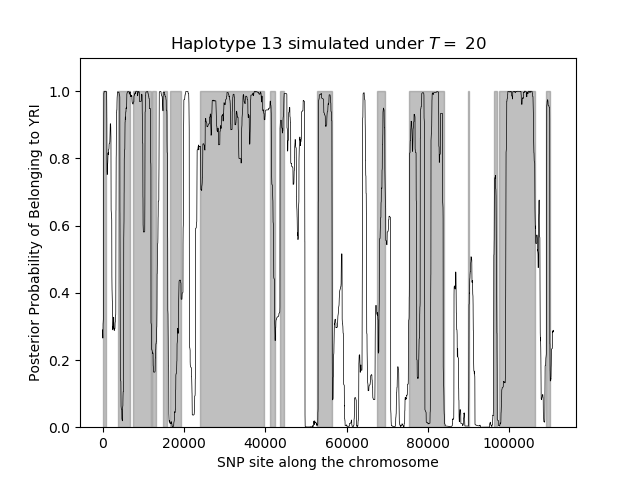 Haplotype 13 simulated under T = 20
Posterior Probability of Belonging to YRI
1.0
0.8
0.6
0.4
0.2
0.0
0 20000 40000 60000 80000 100000
SNP site along the chromosome